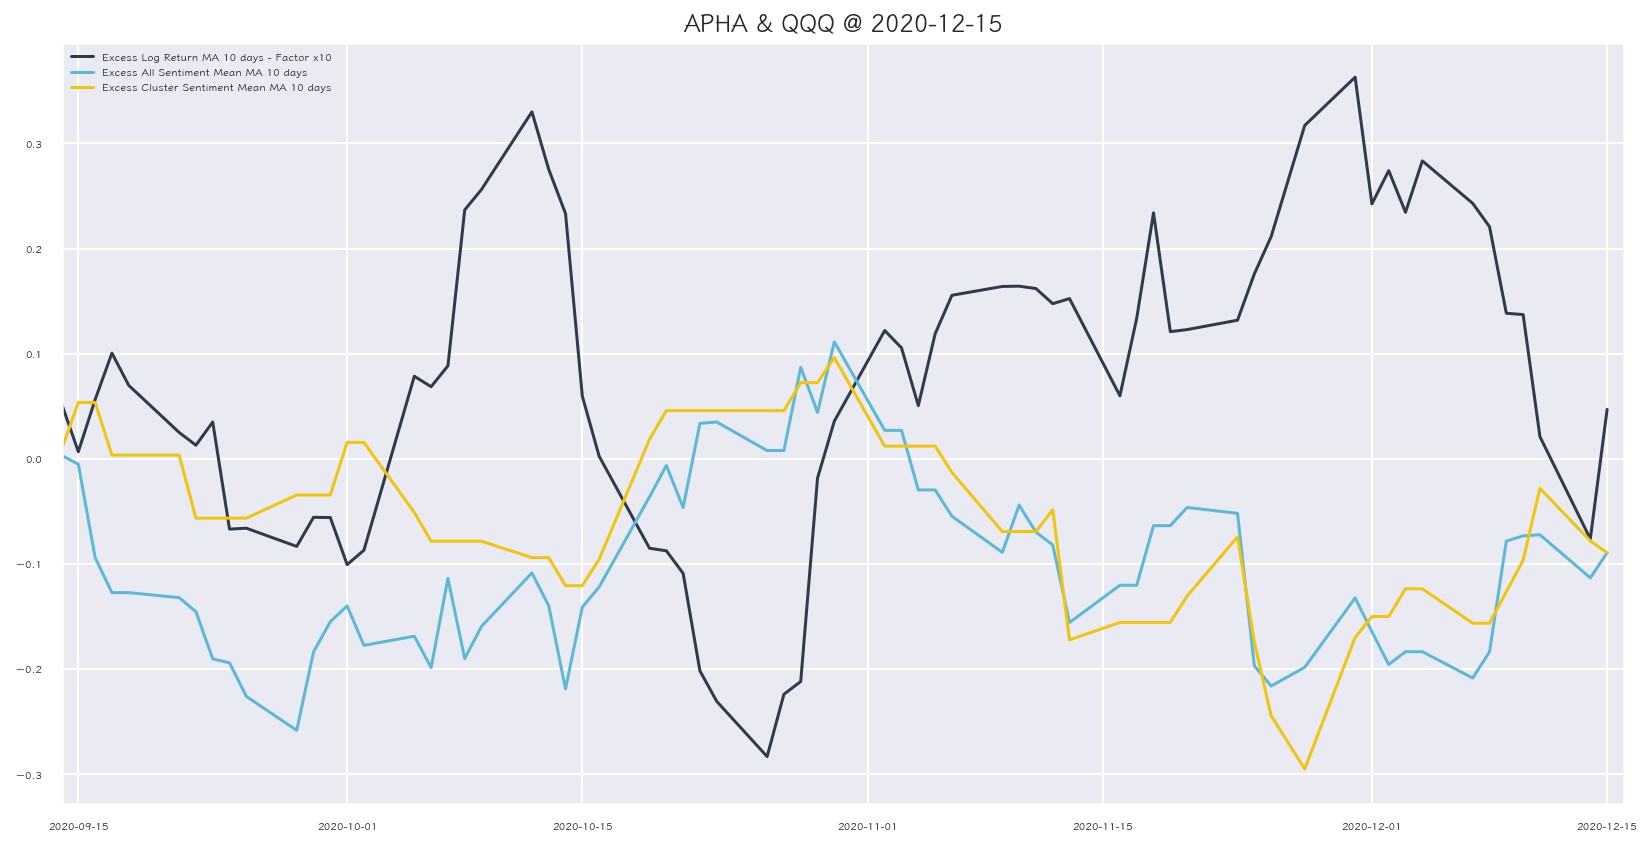 APHA & QQQ @ 2020-12-15
Excess Log Return MA 10 days - Factor x10
Excess All Sentiment Mean MA 10 days
Excess Cluster Sentiment Mean MA 10 days
0.3
0.2
0.1
0.0
−0.1
−0.2
−0.3
2020-09-15 2020-10-01 2020-10-15 2020-11-01 2020-11-15 2020-12-01 2020-12-15